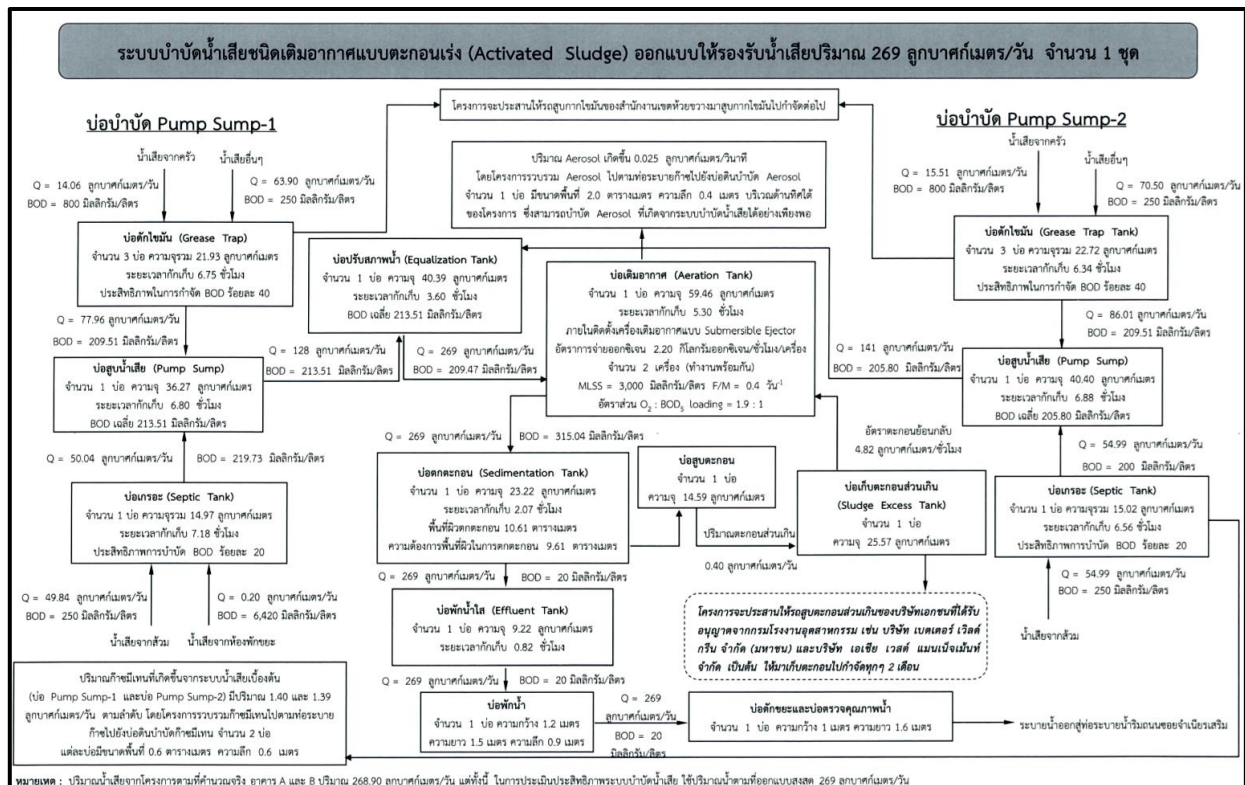 ระบบบำบัดน้ำเสียชนิดเติมอากาศแบบตะกอนเร่ง (Activated Sludge) ออกแบบให้รองรับน้ำเสียปริมาณ 269 ลูกบาศก์เมตร/วัน จำนวน 1 ชุด
โครงการจะประสานให้รถสูบกากไขมันของสำนักงานเขตห้วยขวางมาสูบกากไขมันไปกำจัดต่อไป
บ่อบำบัด Pump Sump-1
น้ำเสียจากครัว
น้ำเสียอื่นๆ
Q = 14.06 ลูกบาศก์เมตร/วัน
BOD = 800 มิลลิกรัม/ลิตร
Q = 63.90 ลูกบาศก์เมตร/วัน
BOD = 250 มิลลิกรัม/ลิตร
บ่อดักไขมัน (Grease Trap)
จำนวน 3 บ่อ ความจุรวม 21.93 ลูกบาศก์เมตร
ระยะเวลากักเก็บ 6.75 ชั่วโมง
ประสิทธิภาพในการกำจัด BOD ร้อยละ 40
Q = 77.96 ลูกบาศก์เมตร/วัน
BOD = 209.51 มิลลิกรัม/ลิตร
บ่อสูบน้ำเสีย (Pump Sump)
จำนวน 1 บ่อ ความจุ 36.27 ลูกบาศก์เมตร
ระยะเวลากักเก็บ 6.80 ชั่วโมง
BOD เฉลี่ย 213.51 มิลลิกรัม/ลิตร
Q = 50.04 ลูกบาศก์เมตร/วัน
BOD = 219.73 มิลลิกรัม/ลิตร
บ่อเกรอะ (Septic Tank)
จำนวน 1 บ่อ ความจุรวม 14.97 ลูกบาศก์เมตร
ระยะเวลากักเก็บ 7.18 ชั่วโมง
ประสิทธิภาพการบำบัด BOD ร้อยละ 20
Q = 49.84 ลูกบาศก์เมตร/วัน
BOD = 250 มิลลิกรัม/ลิตร
Q = 0.20 ลูกบาศก์เมตร/วัน
BOD = 6,420 มิลลิกรัม/ลิตร
น้ำเสียจากส้วม
น้ำเสียจากห้องพักขยะ
ปริมาณก๊าซมีเทนที่เกิดขึ้นจากระบบน้ำเสียเบื้องต้น
(บ่อ Pump Sump-1 และบ่อ Pump Sump-2) มีปริมาณ 1.40 และ 1.39
ลูกบาศก์เมตร/วัน ตามลำดับ โดยโครงการรวบรวมก๊าซมีเทนไปตามท่อระบาย
ก๊าซไปยังบ่อดินบำบัดก๊าซมีเทน จำนวน 2 บ่อ
แต่ละบ่อมีขนาดพื้นที่ 0.6 ตารางเมตร ความลึก 0.6 เมตร
ปริมาณ Aerosol เกิดขึ้น 0.025 ลูกบาศก์เมตร/วินาที
โดยโครงการรวบรวม Aerosol ไปตามท่อระบายก๊าซไปยังบ่อดินบำบัด Aerosol
จำนวน 1 บ่อ มีขนาดพื้นที่ 2.0 ตารางเมตร ความลึก 0.4 เมตร บริเวณด้านทิศใต้
ของโครงการ ซึ่งสามารถบำบัด Aerosol ที่เกิดจากระบบบำบัดน้ำเสียได้อย่างเพียงพอ
บ่อปรับสภาพน้ำ (Equalization Tank)
จำนวน 1 บ่อ ความจุ 40.39 ลูกบาศก์เมตร
ระยะเวลากักเก็บ 3.60 ชั่วโมง
BOD เฉลี่ย 213.51 มิลลิกรัม/ลิตร
Q = 128 ลูกบาศก์เมตร/วัน
BOD = 213.51 มิลลิกรัม/ลิตร
Q = 269 ลูกบาศก์เมตร/วัน
BOD = 209.47 มิลลิกรัม/ลิตร
บ่อเติมอากาศ (Aeration Tank)
จำนวน 1 บ่อ ความจุ 59.46 ลูกบาศก์เมตร
ระยะเวลากักเก็บ 5.30 ชั่วโมง
ภายในติดตั้งเครื่องเติมอากาศแบบ Submersible Ejector
อัตราการจ่ายออกซิเจน 2.20 กิโลกรัมออกซิเจน/ชั่วโมง/เครื่อง
จำนวน 2 เครื่อง (ทำงานพร้อมกัน)
MLSS = 3,000 มิลลิกรัม/ลิตร F/M = 0.4 วัน⁻¹
อัตราส่วน O₂ : BOD₅ loading = 1.9 : 1
Q = 269 ลูกบาศก์เมตร/วัน
BOD = 315.04 มิลลิกรัม/ลิตร
บ่อตกตะกอน (Sedimentation Tank)
จำนวน 1 บ่อ ความจุ 23.22 ลูกบาศก์เมตร
ระยะเวลากักเก็บ 2.07 ชั่วโมง
พื้นที่ผิวตกตะกอน 10.61 ตารางเมตร
ความต้องการพื้นที่ผิวในการตกตะกอน 9.61 ตารางเมตร
บ่อสูบตะกอน
จำนวน 1 บ่อ
ความจุ 14.59 ลูกบาศก์เมตร
ปริมาณตะกอนส่วนเกิน
0.40 ลูกบาศก์เมตร/วัน
อัตราตะกอนย้อนกลับ
4.82 ลูกบาศก์เมตร/ชั่วโมง
บ่อเก็บตะกอนส่วนเกิน
(Sludge Excess Tank)
จำนวน 1 บ่อ
ความจุ 25.57 ลูกบาศก์เมตร
โครงการจะประสานให้รถสูบตะกอนส่วนเกินของบริษัทเอกชนที่ได้รับ
อนุญาตจากกรมโรงงานอุตสาหกรรม เช่น บริษัท เบตเตอร์ เวิลด์
กรีน จำกัด (มหาชน) และบริษัท เอเชีย เวสต์ แมนเน็จเม้นท์
จำกัด เป็นต้น ให้มาเก็บตะกอนไปกำจัดทุกๆ 2 เดือน
Q = 269 ลูกบาศก์เมตร/วัน
BOD = 20 มิลลิกรัม/ลิตร
บ่อพักน้ำใส (Effluent Tank)
จำนวน 1 บ่อ ความจุ 9.22 ลูกบาศก์เมตร
ระยะเวลากักเก็บ 0.82 ชั่วโมง
Q = 269 ลูกบาศก์เมตร/วัน
BOD = 20 มิลลิกรัม/ลิตร
บ่อพักน้ำ
จำนวน 1 บ่อ ความกว้าง 1.2 เมตร
ความยาว 1.5 เมตร ความลึก 0.9 เมตร
Q = 269
ลูกบาศก์เมตร/วัน
BOD = 20
มิลลิกรัม/ลิตร
บ่อดักขยะและบ่อตรวจคุณภาพน้ำ
จำนวน 1 บ่อ ความกว้าง 1 เมตร ความยาว 1.6 เมตร
ระบายน้ำออกสู่ท่อระบายน้ำริมถนนซอยจำเนียรเสริม
บ่อบำบัด Pump Sump-2
น้ำเสียจากครัว
น้ำเสียอื่นๆ
Q = 15.51 ลูกบาศก์เมตร/วัน
BOD = 800 มิลลิกรัม/ลิตร
Q = 70.50 ลูกบาศก์เมตร/วัน
BOD = 250 มิลลิกรัม/ลิตร
บ่อดักไขมัน (Grease Trap Tank)
จำนวน 3 บ่อ ความจุรวม 22.72 ลูกบาศก์เมตร
ระยะเวลากักเก็บ 6.34 ชั่วโมง
ประสิทธิภาพในการกำจัด BOD ร้อยละ 40
Q = 86.01 ลูกบาศก์เมตร/วัน
BOD = 209.51 มิลลิกรัม/ลิตร
Q = 141 ลูกบาศก์เมตร/วัน
BOD = 205.80 มิลลิกรัม/ลิตร
บ่อสูบน้ำเสีย (Pump Sump)
จำนวน 1 บ่อ ความจุ 40.40 ลูกบาศก์เมตร
ระยะเวลากักเก็บ 6.88 ชั่วโมง
BOD เฉลี่ย 205.80 มิลลิกรัม/ลิตร
Q = 54.99 ลูกบาศก์เมตร/วัน
BOD = 200 มิลลิกรัม/ลิตร
บ่อเกรอะ (Septic Tank)
จำนวน 1 บ่อ ความจุรวม 15.02 ลูกบาศก์เมตร
ระยะเวลากักเก็บ 6.56 ชั่วโมง
ประสิทธิภาพการบำบัด BOD ร้อยละ 20
Q = 54.99 ลูกบาศก์เมตร/วัน
BOD = 250 มิลลิกรัม/ลิตร
น้ำเสียจากส้วม
หมายเหตุ : ปริมาณน้ำเสียจากโครงการตามที่คำนวณจริง อาคาร A และ B ปริมาณ 268.90 ลูกบาศก์เมตร/วัน แต่ทั้งนี้ ในการประเมินประสิทธิภาพระบบบำบัดน้ำเสีย ใช้ปริมาณน้ำตามที่ออกแบบสูงสุด 269 ลูกบาศก์เมตร/วัน